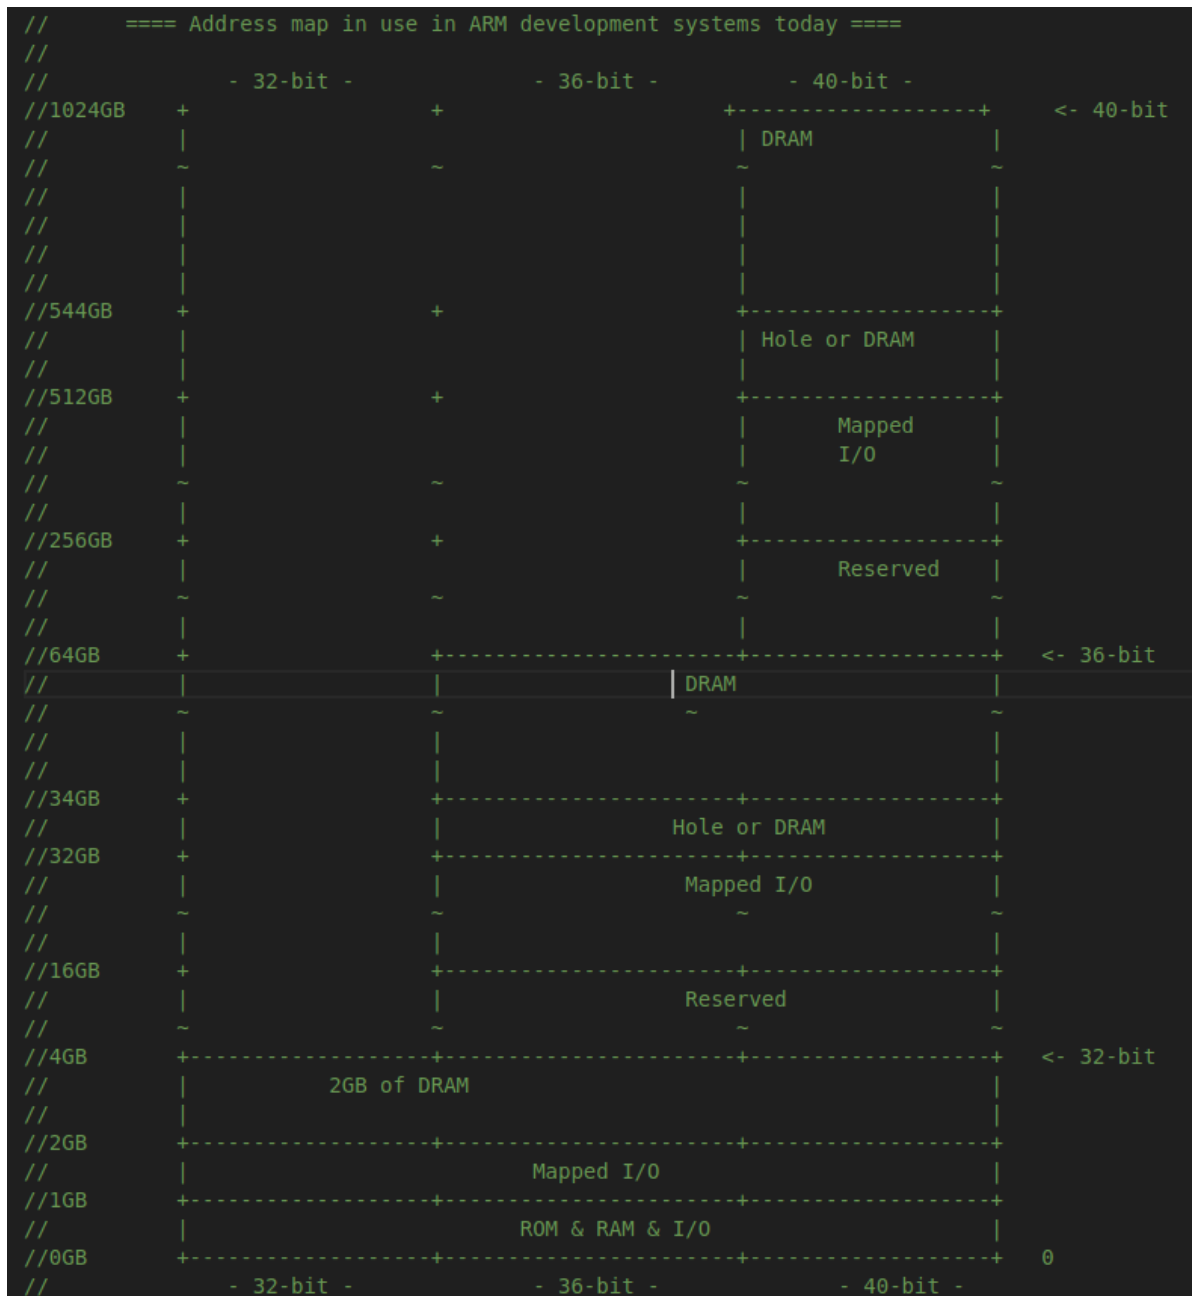 //      ==== Address map in use in ARM development systems today ====
//
//              - 32-bit -              - 36-bit -          - 40-bit -
//1024GB    +                   +                      +-------------------+     <- 40-bit
//          |                                           | DRAM              |
//          ~                   ~                       ~                   ~
//          |                                           |                   |
//          |                                           |                   |
//          |                                           |                   |
//          |                                           |                   |
//544GB     +                   +                       +-------------------+
//          |                                           | Hole or DRAM      |
//          |                                           |                   |
//512GB     +                   +                       +-------------------+
//          |                                           |       Mapped      |
//          |                                           |       I/O         |
//          ~                   ~                       ~                   ~
//          |                                           |                   |
//256GB     +                   +                       +-------------------+
//          |                                           |       Reserved    |
//          ~                   ~                       ~                   ~
//          |                                           |                   |
//64GB      +                   +-----------------------+-------------------+   <- 36-bit
//          |                   |                   DRAM                    |
//          ~                   ~                   ~                       ~
//          |                   |                                           |
//          |                   |                                           |
//34GB      +                   +-----------------------+-------------------+
//          |                   |                  Hole or DRAM             |
//32GB      +                   +-----------------------+-------------------+
//          |                   |                   Mapped I/O              |
//          ~                   ~                       ~                   ~
//          |                   |                                           |
//16GB      +                   +-----------------------+-------------------+
//          |                   |                   Reserved                |
//          ~                   ~                       ~                   ~
//4GB       +-------------------+-----------------------+-------------------+   <- 32-bit
//          |           2GB of DRAM                                         |
//          |                                                               |
//2GB       +-------------------+-----------------------+-------------------+
//          |                           Mapped I/O                          |
//1GB       +-------------------+-----------------------+-------------------+
//          |                          ROM & RAM & I/O                      |
//0GB       +-------------------+-----------------------+-------------------+   0
//              - 32-bit -              - 36-bit -              - 40-bit -